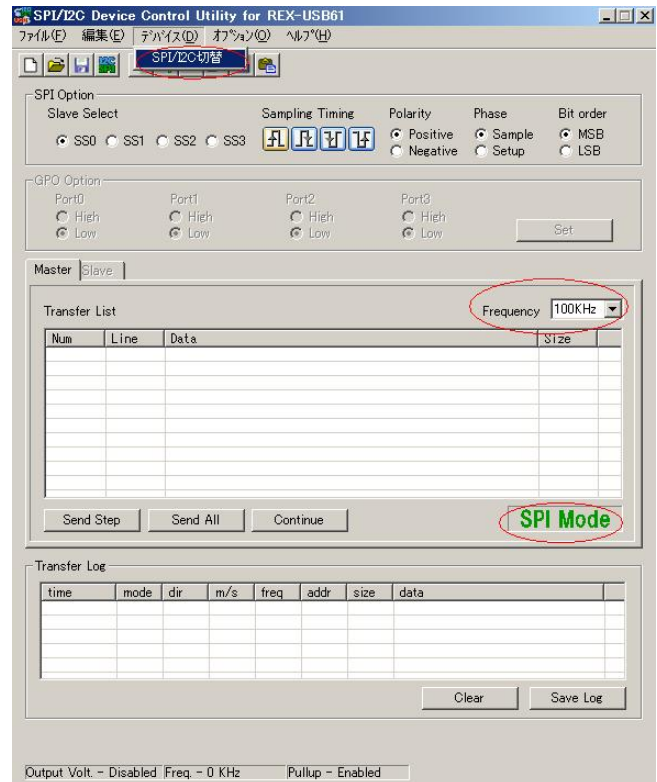 SPI/I2C Device Control Utility for REX-USB61
ファイル(F) 編集(E) デバイス(D) オプション(O) ヘルプ(H)
SPI/I2C切替
SPI Option
Slave Select Sampling Timing Polarity Phase Bit order
SS0 SS1 SS2 SS3 Positive Sample MSB
Negative Setup LSB
GPO Option
Port0 Port1 Port2 Port3
High High High High
Low Low Low Low Set
Master Slave
Transfer List Frequency 100KHz
Num Line Data Size
Send Step Send All Continue SPI Mode
Transfer Log
time mode dir m/s freq addr size data
Clear Save Log
Output Volt. - Disabled Freq. - 0 KHz Pullup - Enabled